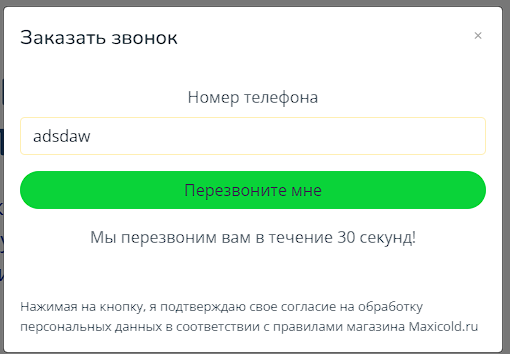 Заказать звонок
×
Номер телефона
adsdaw
Перезвоните мне
Мы перезвоним вам в течение 30 секунд!
Нажимая на кнопку, я подтверждаю свое согласие на обработку
персональных данных в соответствии с правилами магазина Maxicold.ru